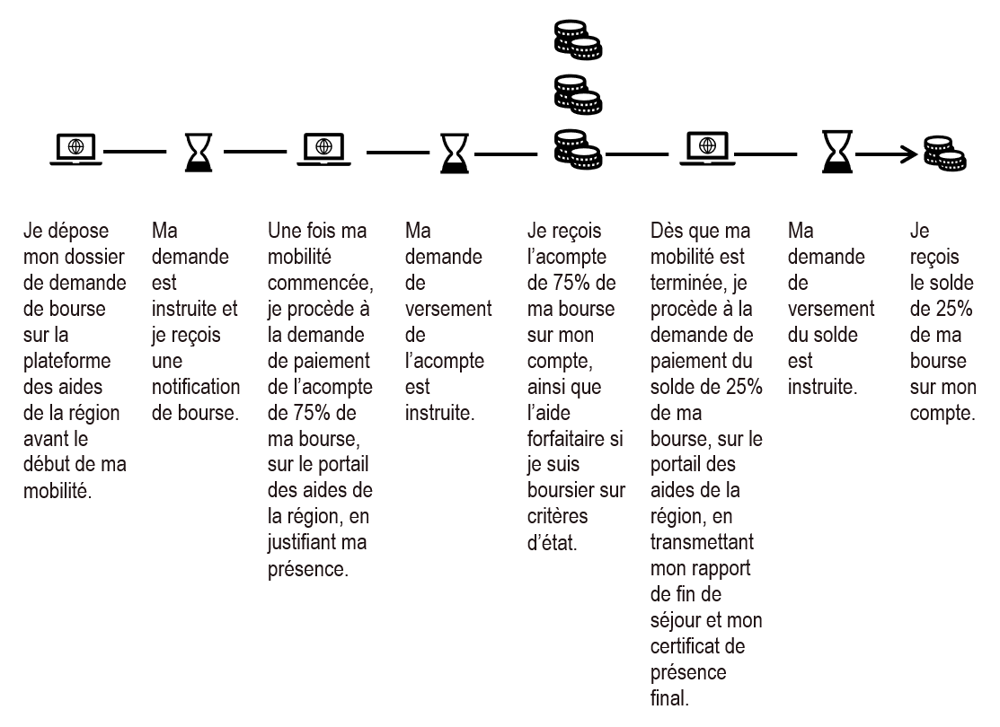 Je dépose
mon dossier
de demande
de bourse
sur la
plateforme
des aides
de la région
avant le
début de ma
mobilité.
Ma
demande
est
instruite et
je reçois
une
notification
de bourse.
Une fois ma
mobilité
commencée,
je procède à
la demande
de paiement
de l’acompte
de 75% de
ma bourse,
sur le portail
des aides de
la région, en
justifiant ma
présence.
Ma
demande
de
versement
de
l’acompte
est
instruite.
Je reçois
l’acompte
de 75% de
ma bourse
sur mon
compte,
ainsi que
l’aide
forfaitaire si
je suis
boursier sur
critères
d’état.
Dès que ma
mobilité est
terminée, je
procède à la
demande de
paiement du
solde de 25%
de ma
bourse, sur le
portail des
aides de la
région, en
transmettant
mon rapport
de fin de
séjour et mon
certificat de
présence
final.
Ma
demande
de
versement
du solde
est
instruite.
Je
reçois
le solde
de 25%
de ma
bourse
sur mon
compte.